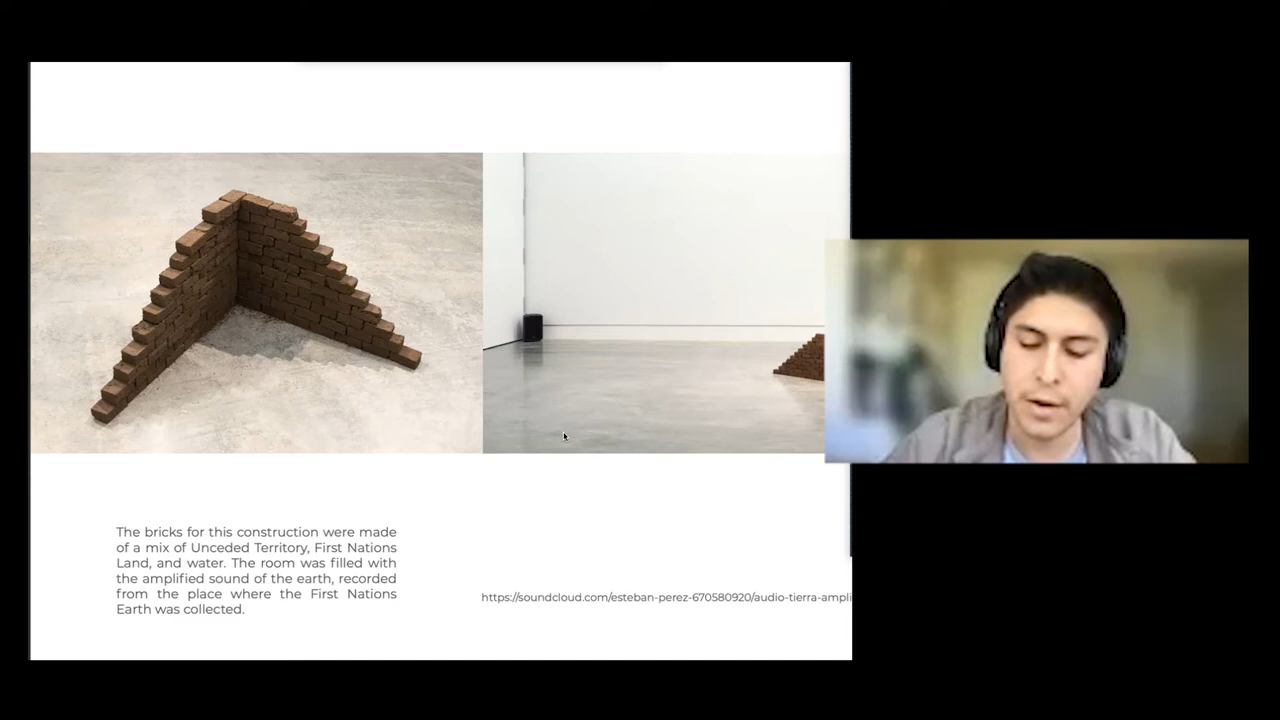 The bricks for this construction were made
of a mix of Unceded Territory, First Nations
Land, and water. The room was filled with
the amplified sound of the earth, recorded
from the place where the First Nations
Earth was collected.
https://soundcloud.com/esteban-perez-670580920/audio-tierra-ampli